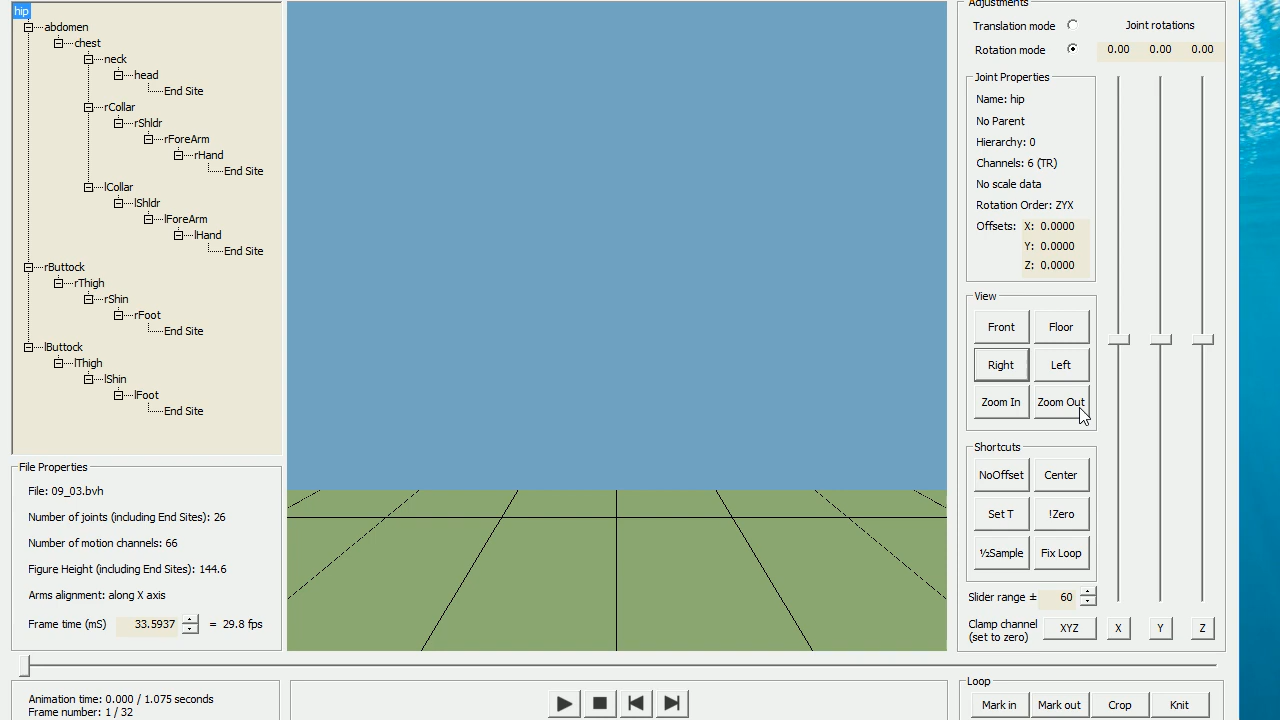 hip
abdomen
chest
neck
head
End Site
rCollar
rShldr
rForeArm
rHand
End Site
lCollar
lShldr
lForeArm
lHand
End Site
rButtock
rThigh
rShin
rFoot
End Site
lButtock
lThigh
lShin
lFoot
End Site
File Properties
File: 09_03.bvh
Number of joints (including End Sites): 26
Number of motion channels: 66
Figure Height (including End Sites): 144.6
Arms alignment: along X axis
Frame time (mS) 33.5937 = 29.8 fps
Animation time: 0.000 / 1.075 seconds
Frame number: 1 / 32
Adjustments
Translation mode
Rotation mode
Joint rotations
0.00 0.00 0.00
Joint Properties
Name: hip
No Parent
Hierarchy: 0
Channels: 6 (TR)
No scale data
Rotation Order: ZYX
Offsets: X: 0.0000
Y: 0.0000
Z: 0.0000
View
Front Floor
Right Left
Zoom In Zoom Out
Shortcuts
NoOffset Center
Set T !Zero
½Sample Fix Loop
Slider range ± 60
Clamp channel
(set to zero)
XYZ X Y Z
Loop
Mark in Mark out Crop Knit